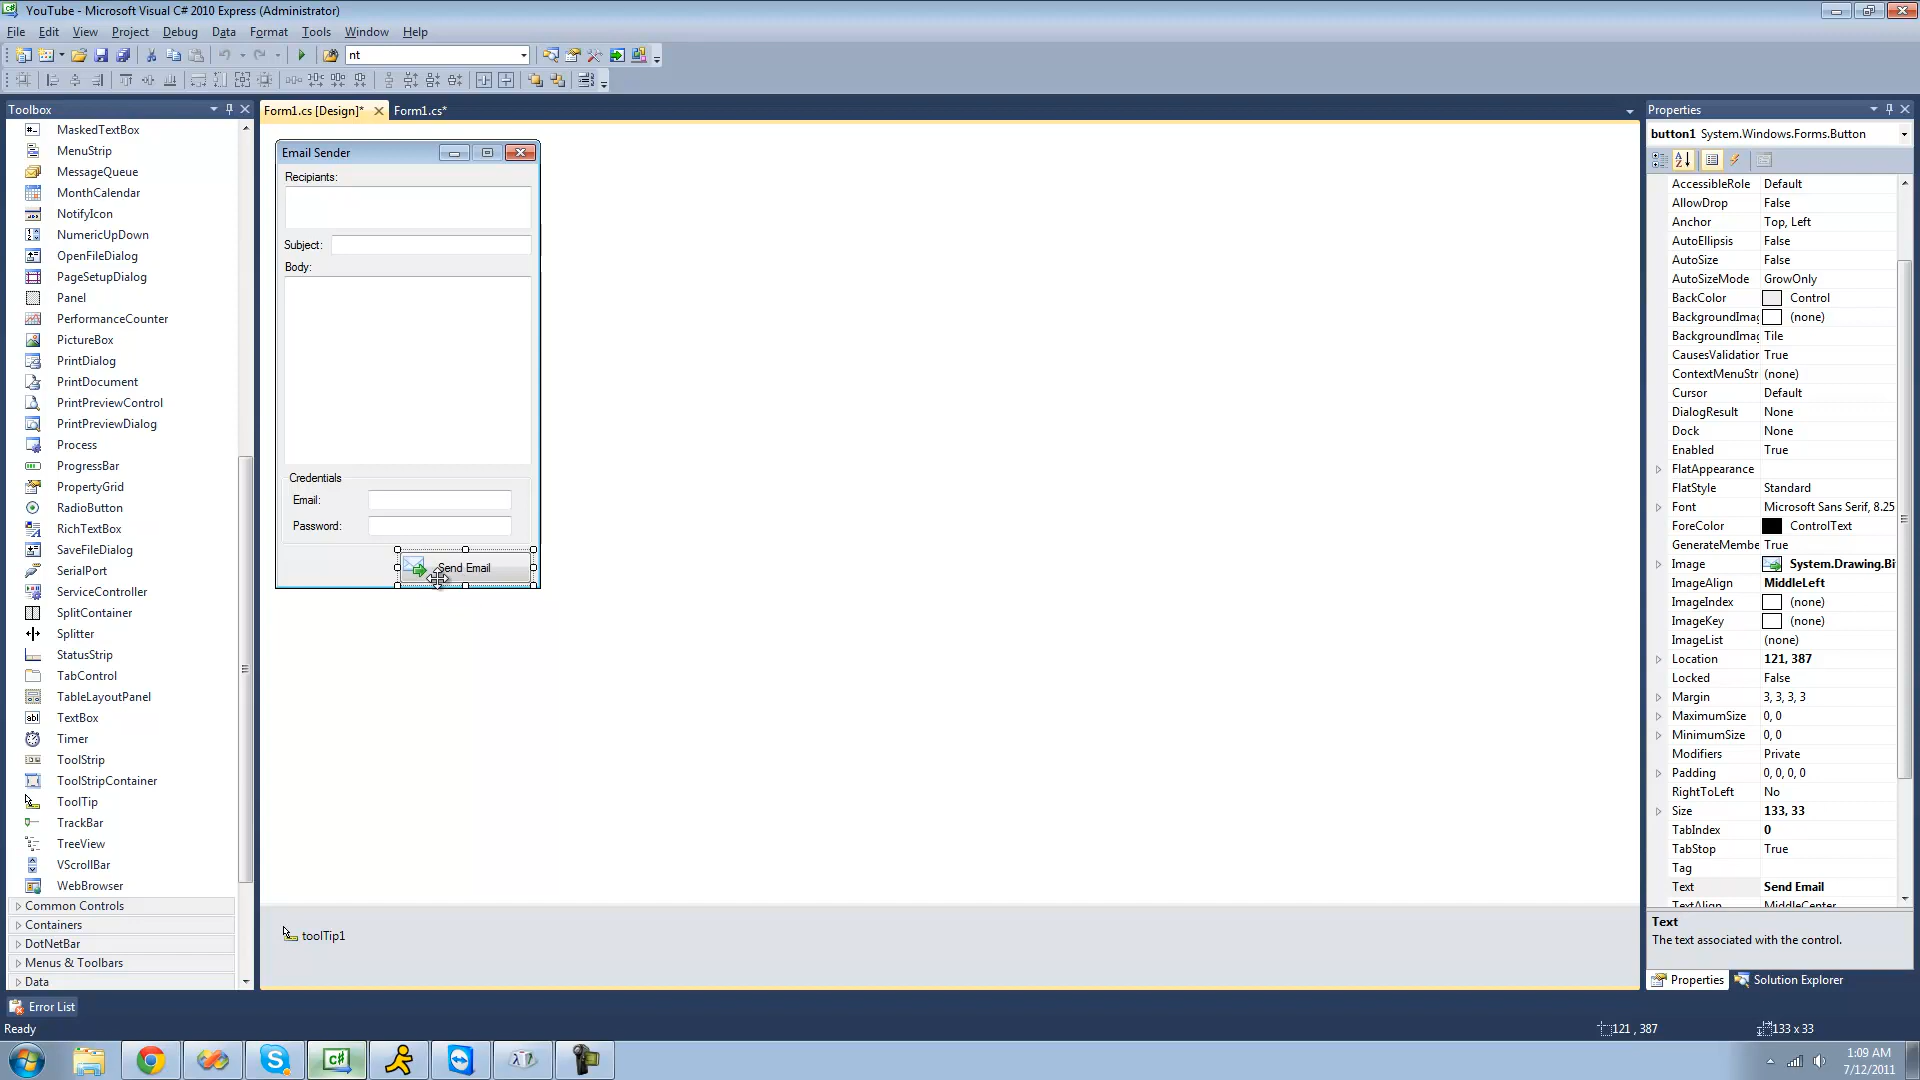 YouTube - Microsoft Visual C# 2010 Express (Administrator)
File Edit View Project Debug Data Format Tools Window Help
nt
Toolbox
MaskedTextBox
MenuStrip
MessageQueue
MonthCalendar
NotifyIcon
NumericUpDown
OpenFileDialog
PageSetupDialog
Panel
PerformanceCounter
PictureBox
PrintDialog
PrintDocument
PrintPreviewControl
PrintPreviewDialog
Process
ProgressBar
PropertyGrid
RadioButton
RichTextBox
SaveFileDialog
SerialPort
ServiceController
SplitContainer
Splitter
StatusStrip
TabControl
TableLayoutPanel
TextBox
Timer
ToolStrip
ToolStripContainer
ToolTip
TrackBar
TreeView
VScrollBar
WebBrowser
Common Controls
Containers
DotNetBar
Menus & Toolbars
Data
Form1.cs [Design]* Form1.cs*
Email Sender
Recipiants:
Subject:
Body:
Credentials
Email:
Password:
Send Email
toolTip1
Properties
button1 System.Windows.Forms.Button
AccessibleRole Default
AllowDrop False
Anchor Top, Left
AutoEllipsis False
AutoSize False
AutoSizeMode GrowOnly
BackColor Control
BackgroundImag (none)
BackgroundImag Tile
CausesValidation True
ContextMenuStr (none)
Cursor Default
DialogResult None
Dock None
Enabled True
FlatAppearance
FlatStyle Standard
Font Microsoft Sans Serif, 8.25
ForeColor ControlText
GenerateMembe True
Image System.Drawing.Bi
ImageAlign MiddleLeft
ImageIndex (none)
ImageKey (none)
ImageList (none)
Location 121, 387
Locked False
Margin 3, 3, 3, 3
MaximumSize 0, 0
MinimumSize 0, 0
Modifiers Private
Padding 0, 0, 0, 0
RightToLeft No
Size 133, 33
TabIndex 0
TabStop True
Tag
Text Send Email
TextAlign MiddleCenter
Text
The text associated with the control.
Properties Solution Explorer
Error List
Ready
121 , 387
133 x 33
1:09 AM
7/12/2011